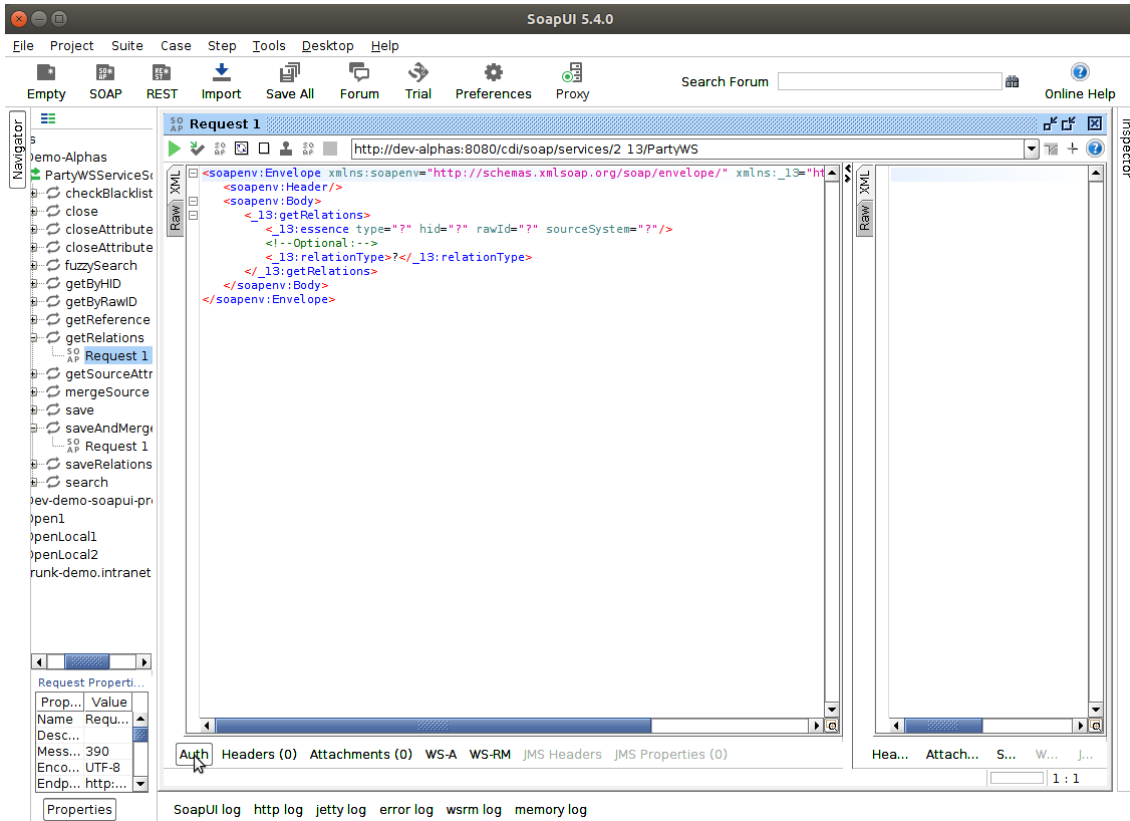 SoapUI 5.4.0
File Project Suite Case Step Tools Desktop Help
Empty SOAP REST Import Save All Forum Trial Preferences Proxy Search Forum Online Help
Navigator
s
Demo-Alphas
PartyWSServiceSo
checkBlacklist
close
closeAttribute
closeAttribute
fuzzySearch
getByHID
getByRawID
getReference
getRelations
SOAP Request 1
getSourceAttr
mergeSource
save
saveAndMerge
SOAP Request 1
saveRelations
search
Dev-demo-soapui-pr
Open1
OpenLocal1
OpenLocal2
runk-demo.intranet
Request Properti...
Prop... Value
Name Requ...
Desc...
Mess... 390
Enco... UTF-8
Endp... http:...
Properties
SOAP Request 1
http://dev-alphas:8080/cdi/soap/services/2_13/PartyWS
XML
Raw
<soapenv:Envelope xmlns:soapenv="http://schemas.xmlsoap.org/soap/envelope/" xmlns:_13="ht
<soapenv:Header/>
<soapenv:Body>
<_13:getRelations>
<_13:essence type="?" hid="?" rawId="?" sourceSystem="?"/>
<!--Optional:-->
<_13:relationType>?</_13:relationType>
</_13:getRelations>
</soapenv:Body>
</soapenv:Envelope>
XML
Raw
Inspector
Auth Headers (0) Attachments (0) WS-A WS-RM JMS Headers JMS Properties (0)
Hea... Attach... S... W... J...
1 : 1
SoapUI log http log jetty log error log wsrm log memory log